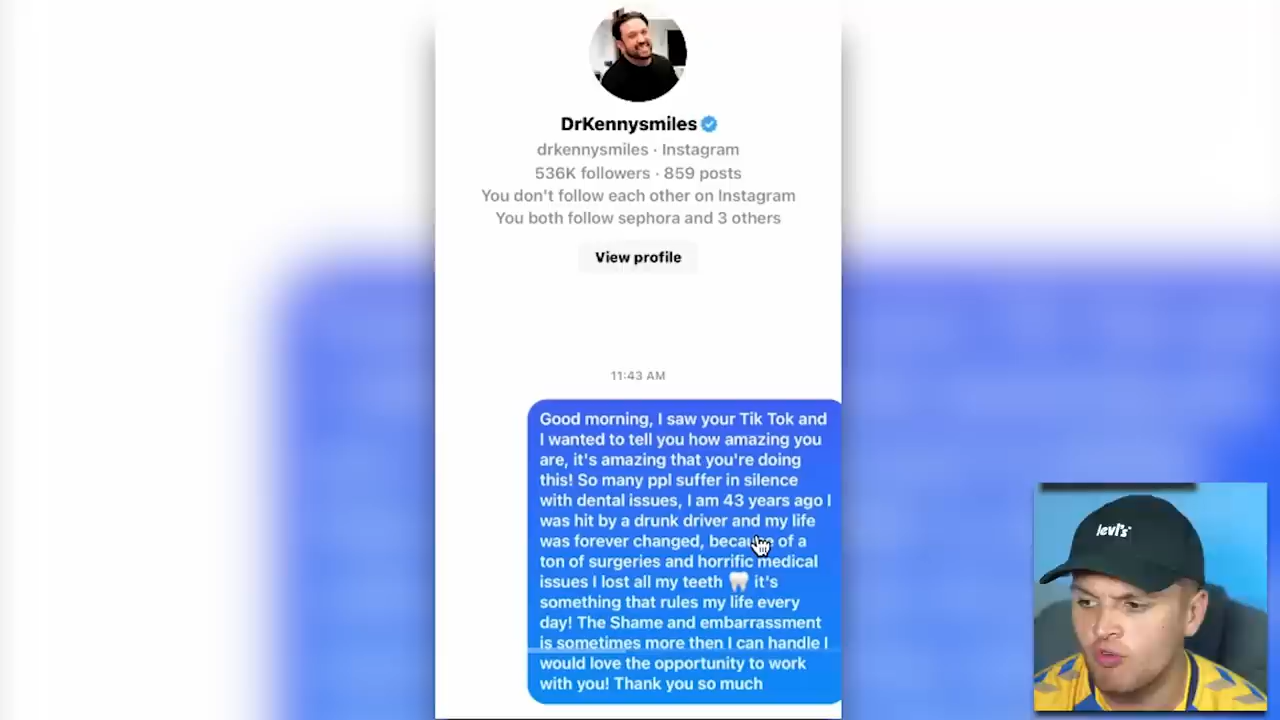 DrKennysmiles
drkennysmiles · Instagram
536K followers · 859 posts
You don't follow each other on Instagram
You both follow sephora and 3 others
View profile
11:43 AM
Good morning, I saw your Tik Tok and
I wanted to tell you how amazing you
are, it's amazing that you're doing
this! So many ppl suffer in silence
with dental issues, I am 43 years ago I
was hit by a drunk driver and my life
was forever changed, because of a
ton of surgeries and horrific medical
issues I lost all my teeth 🦷 it's
something that rules my life every
day! The Shame and embarrassment
is sometimes more then I can handle I
would love the opportunity to work
with you! Thank you so much
levi's